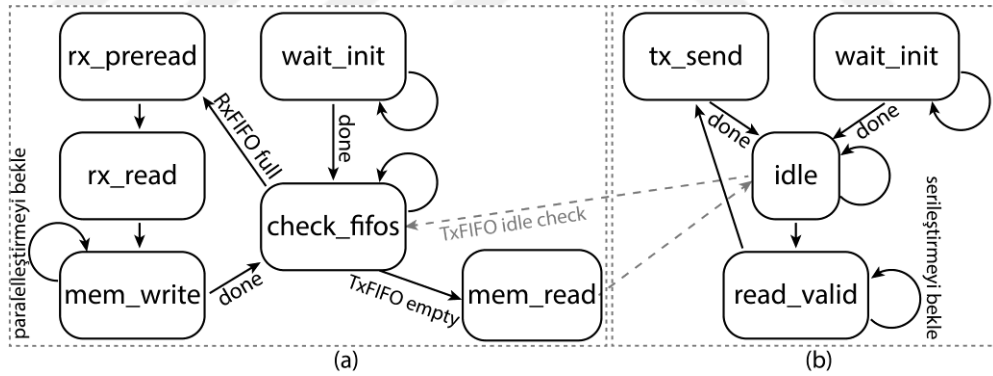 rx_preread
wait_init
RxFIFO full
done
rx_read
paralelleştirmeyi bekle
check_fifos
mem_write
done
TxFIFO empty
mem_read
TxFIFO idle check
(a)
tx_send
wait_init
done
done
idle
serileştirmeyi bekle
read_valid
(b)